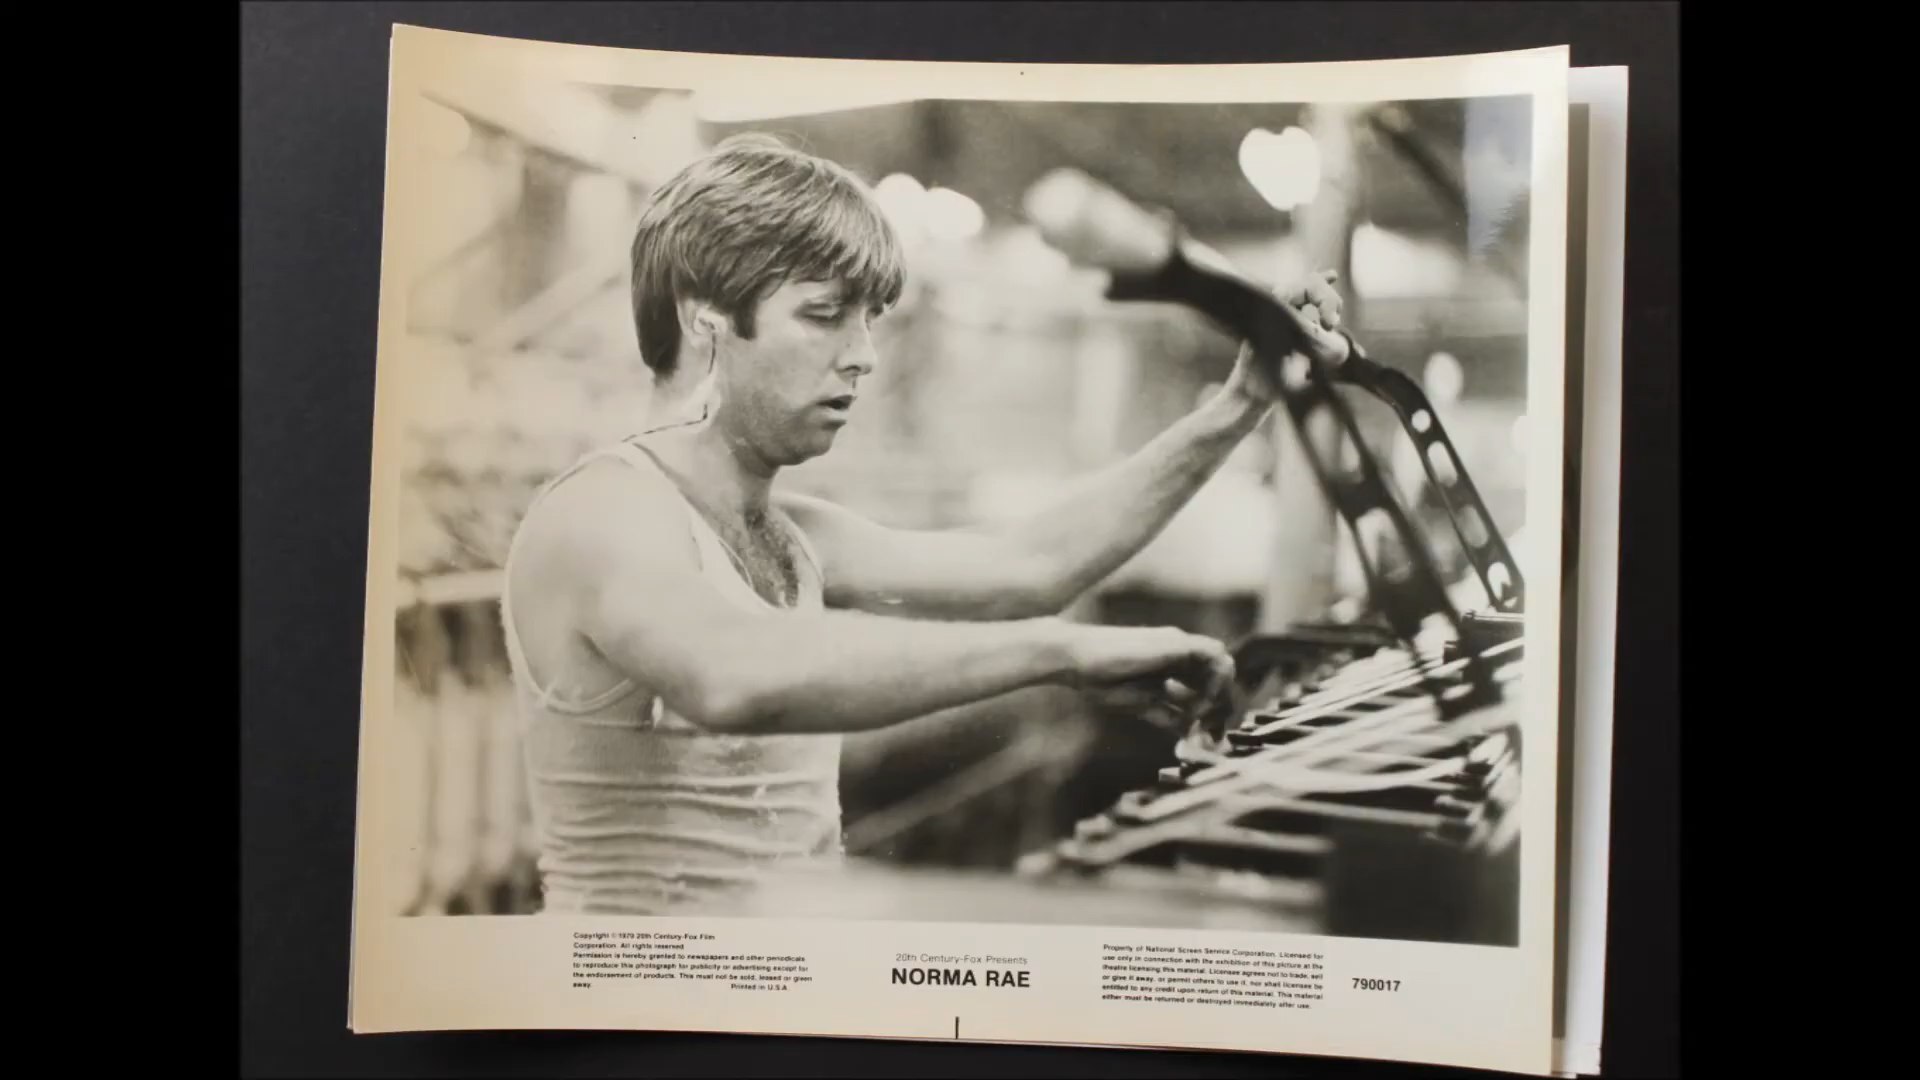 Copyright ©1979 20th Century-Fox Film
Corporation. All rights reserved
Permission is hereby granted to newspapers and other periodicals
to reproduce this photograph for publicity or advertising except for
the endorsement of products. This must not be sold, leased or given
away. Printed in U.S.A.
20th Century-Fox Presents
NORMA RAE
Property of National Screen Service Corporation. Licensed for
use only in connection with the exhibition of this picture at the
theatre licensing this material. Licensee agrees not to trade, sell
or give it away, or permit others to use it, nor shall licensee be
entitled to any credit upon return of this material. This material
either must be returned or destroyed immediately after use.
790017